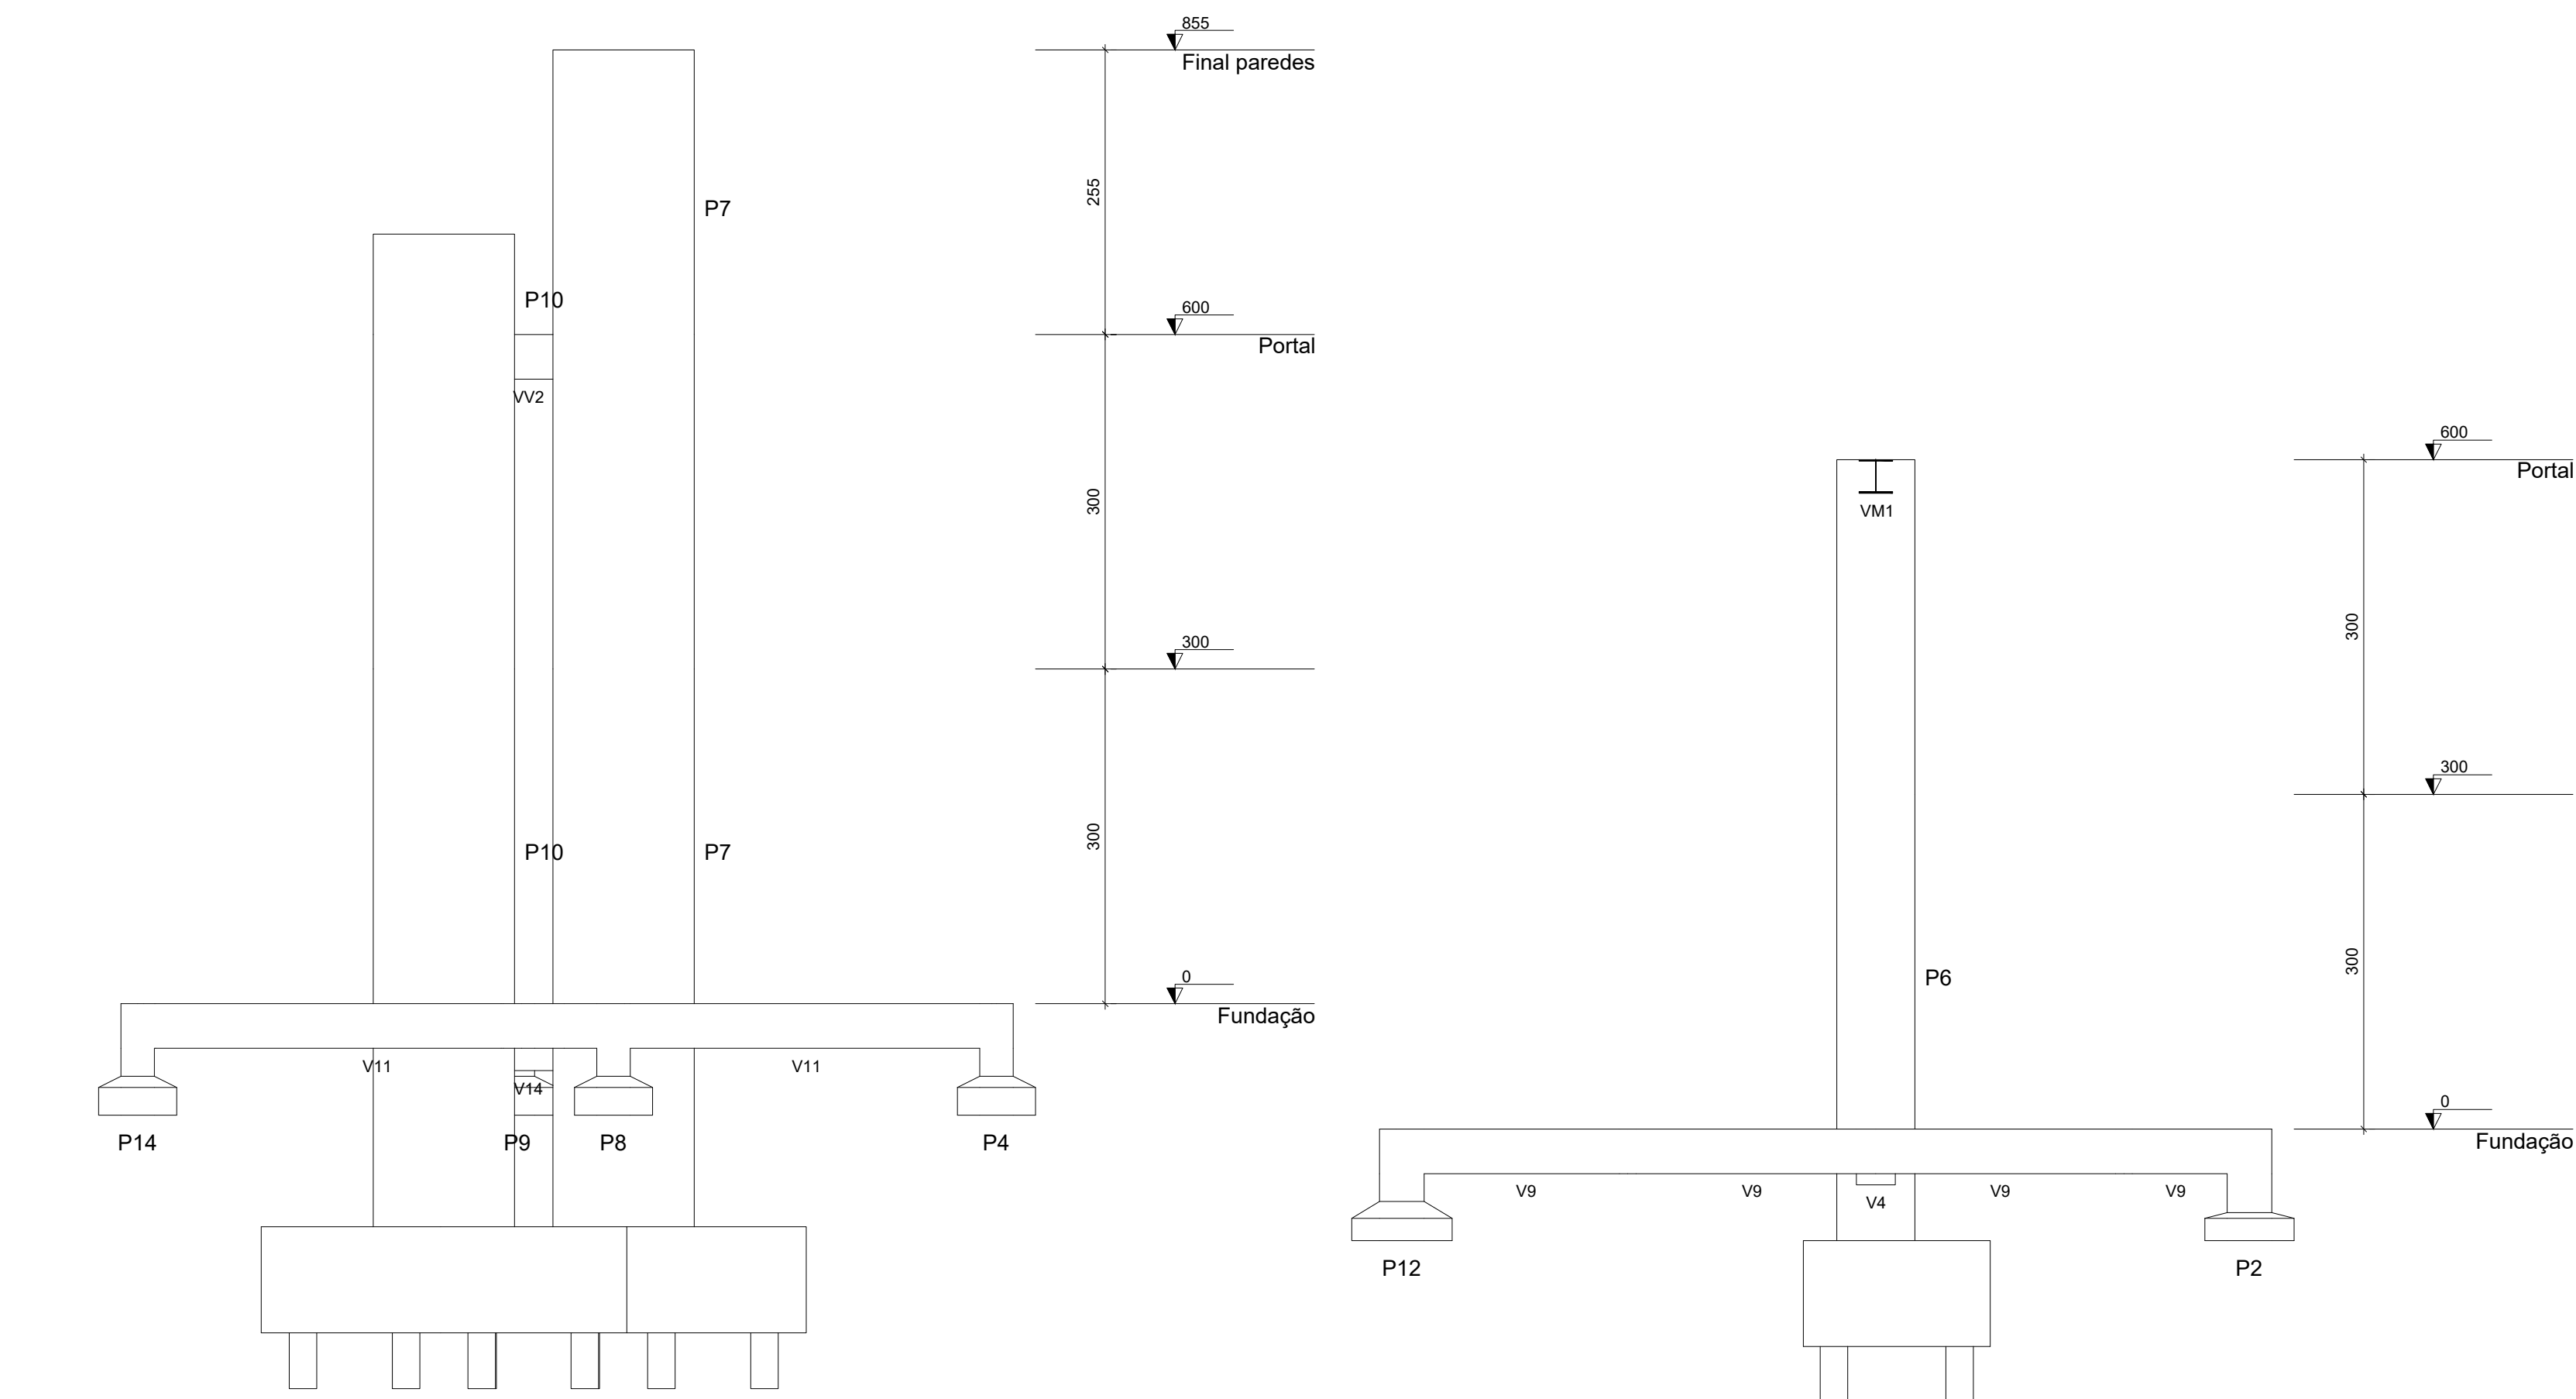 855
Final paredes
255
P7
P10
600
Portal
VV2
300
300
300
P10
P7
0
Fundação
V11
V14
V11
P14
P9
P8
P4
600
Portal
VM1
300
300
300
P6
0
Fundação
V9
V9
V4
V9
V9
P12
P2